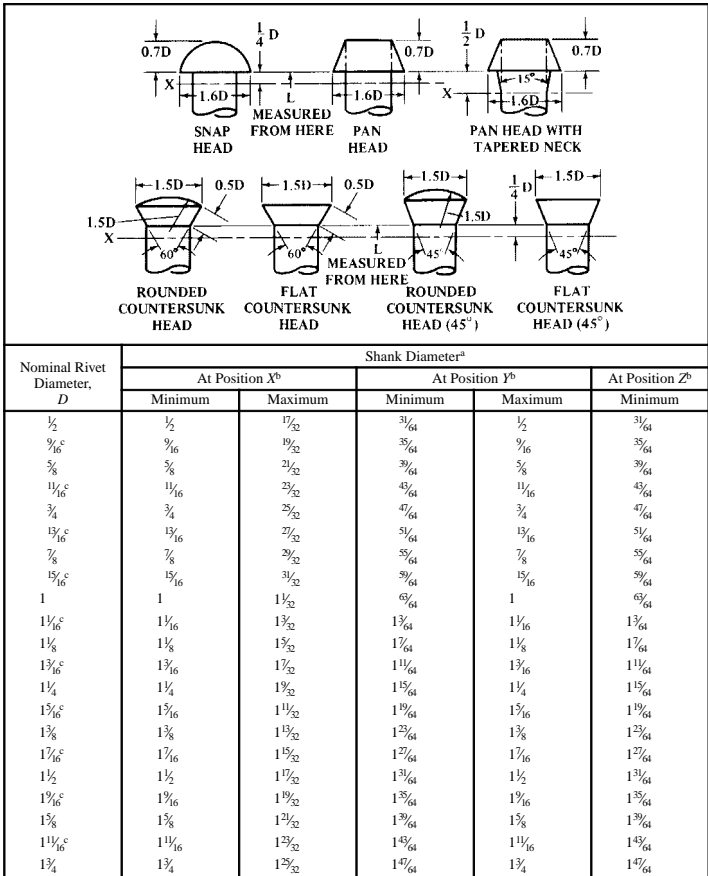 1/4 D
1/2 D
0.7D 0.7D 0.7D
X X
15°
1.6D L 1.6D 1.6D
MEASURED
FROM HERE
SNAP HEAD
PAN HEAD
PAN HEAD WITH TAPERED NECK
1.5D 0.5D 1.5D 0.5D 1.5D 1/4 D 1.5D
1.5D 1.5D
X L
60° 60° 45° 45°
MEASURED
FROM HERE
ROUNDED COUNTERSUNK HEAD
FLAT COUNTERSUNK HEAD
ROUNDED COUNTERSUNK HEAD (45°)
FLAT COUNTERSUNK HEAD (45°)
Nominal Rivet Diameter, D
Shank Diameterᵃ
At Position Xᵇ At Position Yᵇ At Position Zᵇ
Minimum Maximum Minimum Maximum Minimum
1/2 1/2 17/32 31/64 1/2 31/64
9/16ᶜ 9/16 19/32 35/64 9/16 35/64
5/8 5/8 21/32 39/64 5/8 39/64
11/16ᶜ 11/16 23/32 43/64 11/16 43/64
3/4 3/4 25/32 47/64 3/4 47/64
13/16ᶜ 13/16 27/32 51/64 13/16 51/64
7/8 7/8 29/32 55/64 7/8 55/64
15/16ᶜ 15/16 31/32 59/64 15/16 59/64
1 1 1 1/32 63/64 1 63/64
1 1/16ᶜ 1 1/16 1 3/32 1 3/64 1 1/16 1 3/64
1 1/8 1 1/8 1 5/32 1 7/64 1 1/8 1 7/64
1 3/16ᶜ 1 3/16 1 7/32 1 11/64 1 3/16 1 11/64
1 1/4 1 1/4 1 9/32 1 15/64 1 1/4 1 15/64
1 5/16ᶜ 1 5/16 1 11/32 1 19/64 1 5/16 1 19/64
1 3/8 1 3/8 1 13/32 1 23/64 1 3/8 1 23/64
1 7/16ᶜ 1 7/16 1 15/32 1 27/64 1 7/16 1 27/64
1 1/2 1 1/2 1 17/32 1 31/64 1 1/2 1 31/64
1 9/16ᶜ 1 9/16 1 19/32 1 35/64 1 9/16 1 35/64
1 5/8 1 5/8 1 21/32 1 39/64 1 5/8 1 39/64
1 11/16ᶜ 1 11/16 1 23/32 1 43/64 1 11/16 1 43/64
1 3/4 1 3/4 1 25/32 1 47/64 1 3/4 1 47/64